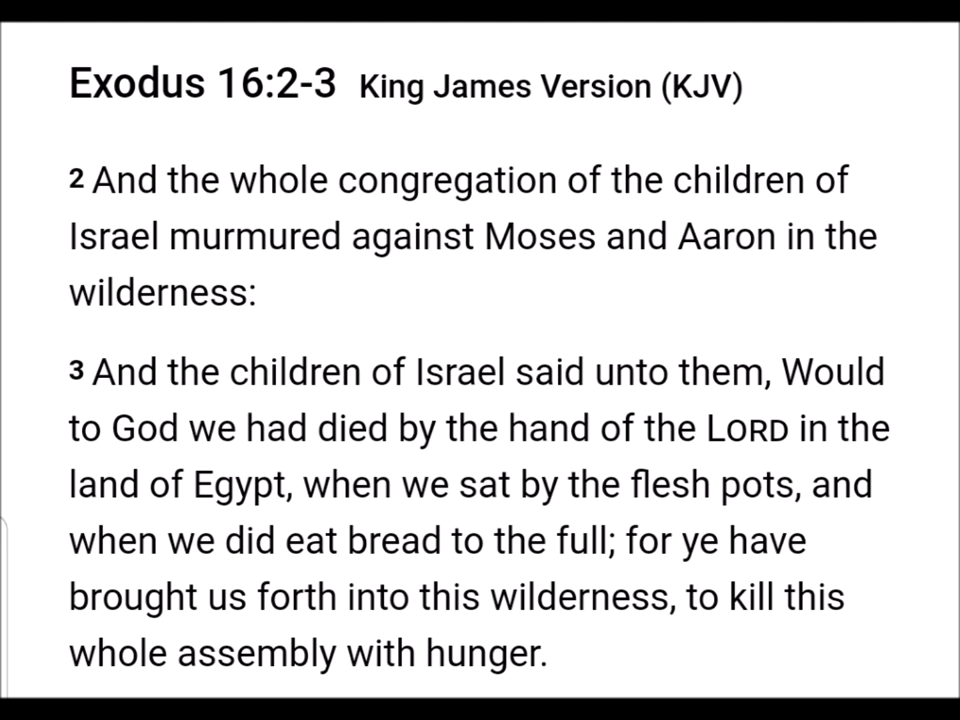 Exodus 16:2-3 King James Version (KJV)
2 And the whole congregation of the children of
Israel murmured against Moses and Aaron in the
wilderness:
3 And the children of Israel said unto them, Would
to God we had died by the hand of the LORD in the
land of Egypt, when we sat by the flesh pots, and
when we did eat bread to the full; for ye have
brought us forth into this wilderness, to kill this
whole assembly with hunger.